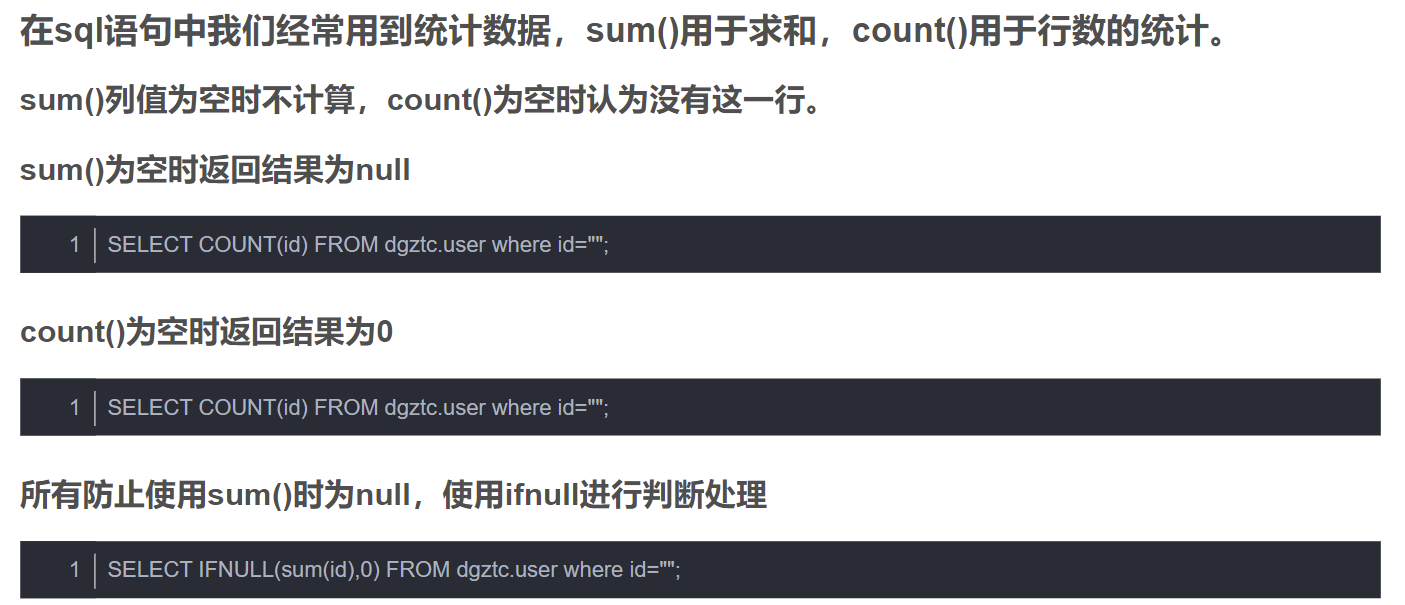 在sql语句中我们经常用到统计数据，sum()用于求和，count()用于行数的统计。
sum()列值为空时不计算，count()为空时认为没有这一行。
sum()为空时返回结果为null
1 SELECT COUNT(id) FROM dgztc.user where id="";
count()为空时返回结果为0
1 SELECT COUNT(id) FROM dgztc.user where id="";
所有防止使用sum()时为null，使用ifnull进行判断处理
1 SELECT IFNULL(sum(id),0) FROM dgztc.user where id="";